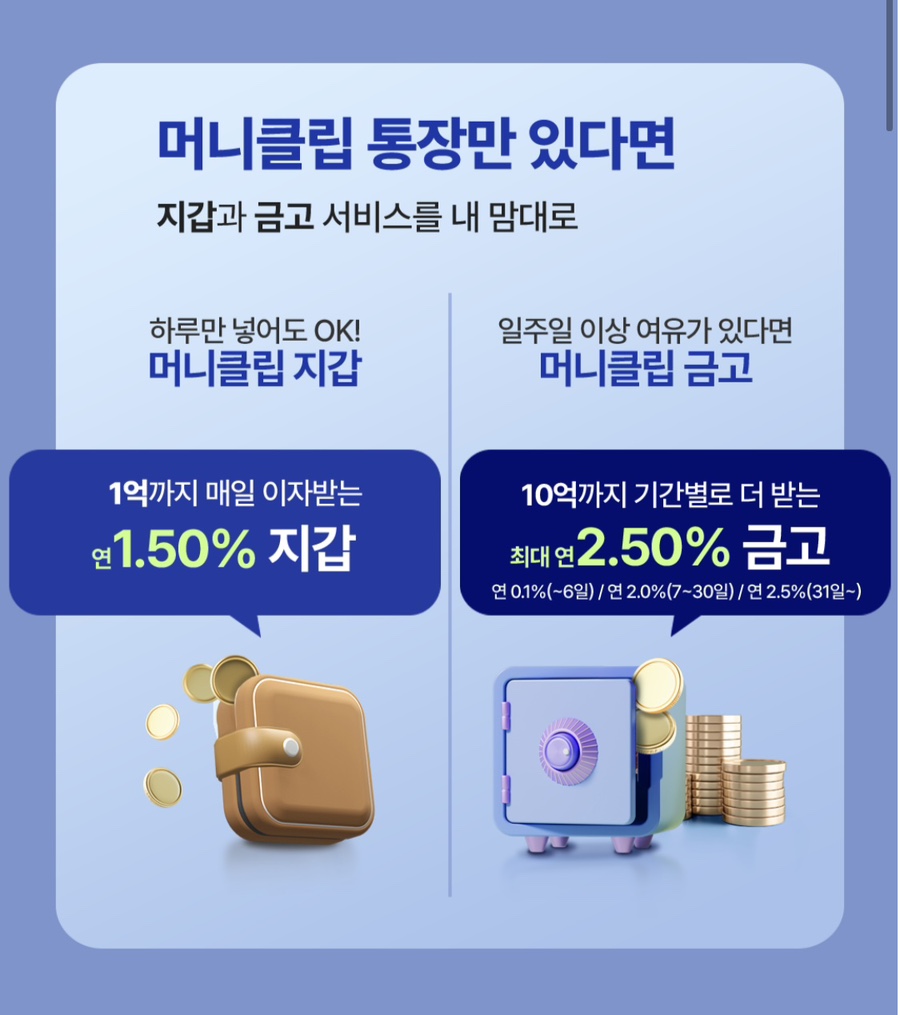 머니클립 통장만 있다면
지갑과 금고 서비스를 내 맘대로
하루만 넣어도 OK!
머니클립 지갑
1억까지 매일 이자받는
연1.50% 지갑
일주일 이상 여유가 있다면
머니클립 금고
10억까지 기간별로 더 받는
최대 연2.50% 금고
연 0.1%(~6일) / 연 2.0%(7~30일) / 연 2.5%(31일~)